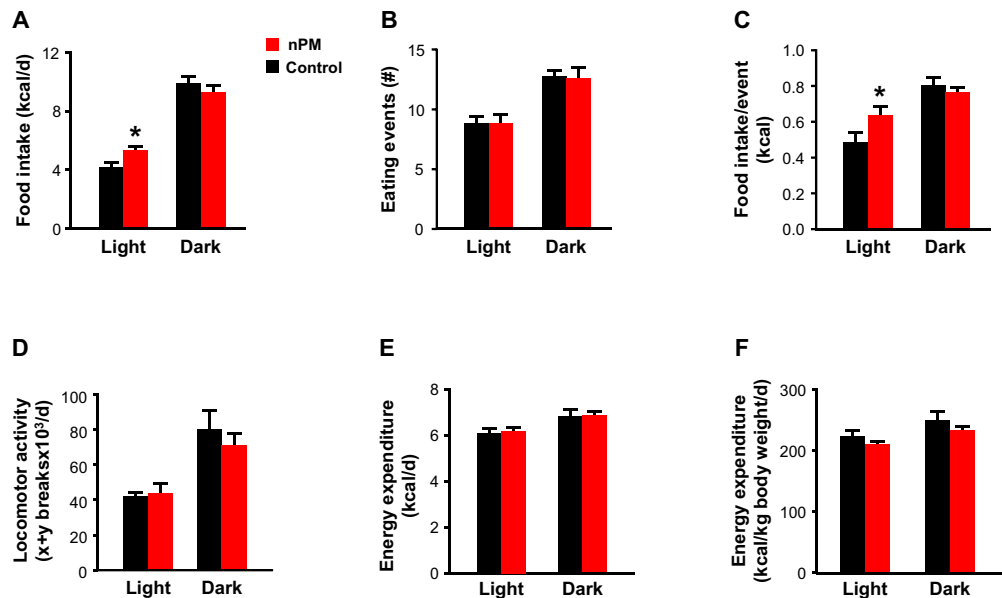 A
Food intake (kcal/d)
12
8
4
0
*
Light
Dark
nPM
Control
B
Eating events (#)
15
10
5
0
Light
Dark
C
Food intake/event
(kcal)
1.0
0.8
0.6
0.4
0.2
0.0
*
Light
Dark
D
Locomotor activity
(x+y breaksx10³/d)
100
80
60
40
20
0
Light
Dark
E
Energy expenditure
(kcal/d)
8
6
4
2
0
Light
Dark
F
Energy expenditure
(kcal/kg body weight/d)
300
200
100
0
Light
Dark